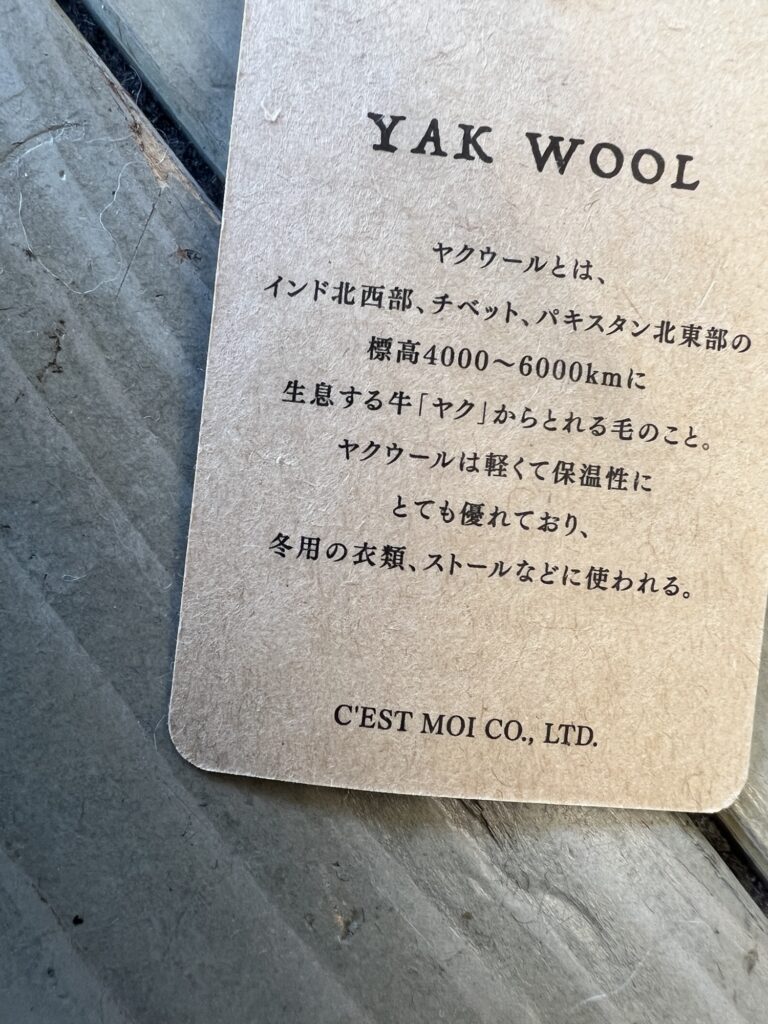 YAK WOOL
ヤクウールとは、
インド北西部、チベット、パキスタン北東部の
標高4000〜6000kmに
生息する牛「ヤク」からとれる毛のこと。
ヤクウールは軽くて保温性に
とても優れており、
冬用の衣類、ストールなどに使われる。
C'EST MOI CO., LTD.